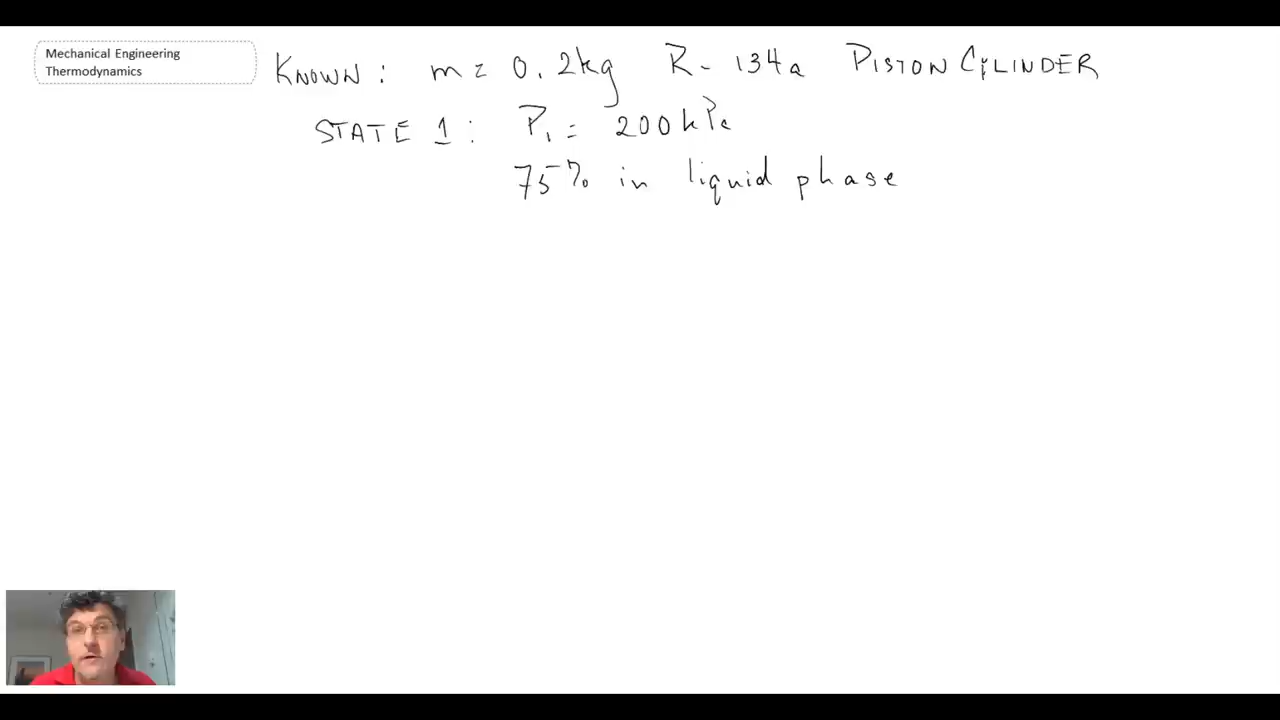 Mechanical Engineering
Thermodynamics
KNOWN: m= 0.2kg R-134a PISTON CYLINDER
STATE 1: P₁= 200kPa
75% in liquid phase